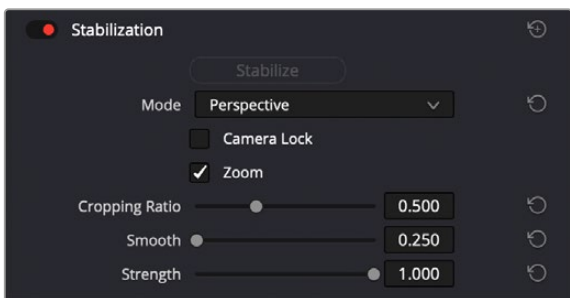 Stabilization
Stabilize
Mode Perspective
Camera Lock
Zoom
Cropping Ratio 0.500
Smooth 0.250
Strength 1.000